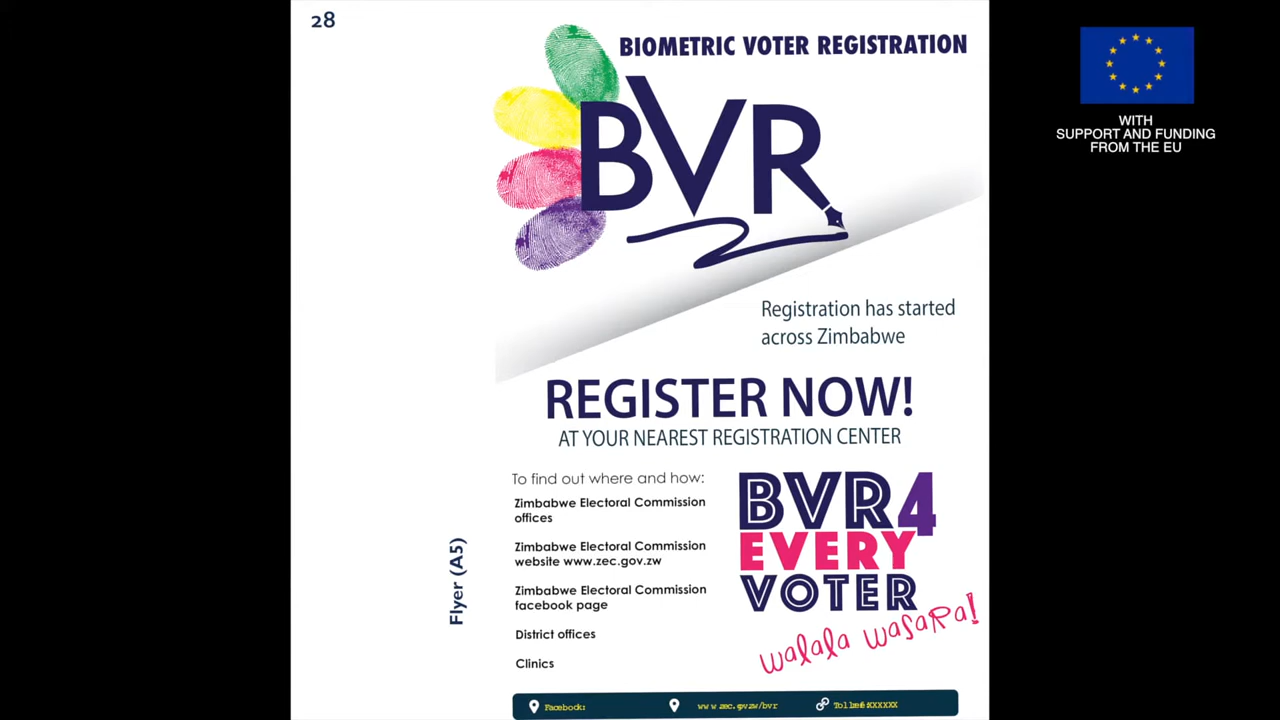 28
BIOMETRIC VOTER REGISTRATION
BVR
WITH
SUPPORT AND FUNDING
FROM THE EU
Registration has started
across Zimbabwe
REGISTER NOW!
AT YOUR NEAREST REGISTRATION CENTER
To find out where and how:
Zimbabwe Electoral Commission
offices
Zimbabwe Electoral Commission
website www.zec.gov.zw
Zimbabwe Electoral Commission
facebook page
District offices
Clinics
BVR4
EVERY
VOTER
walala wasaRa!
Flyer (A5)
Facebook:
www.zec.gov.zw/bvr